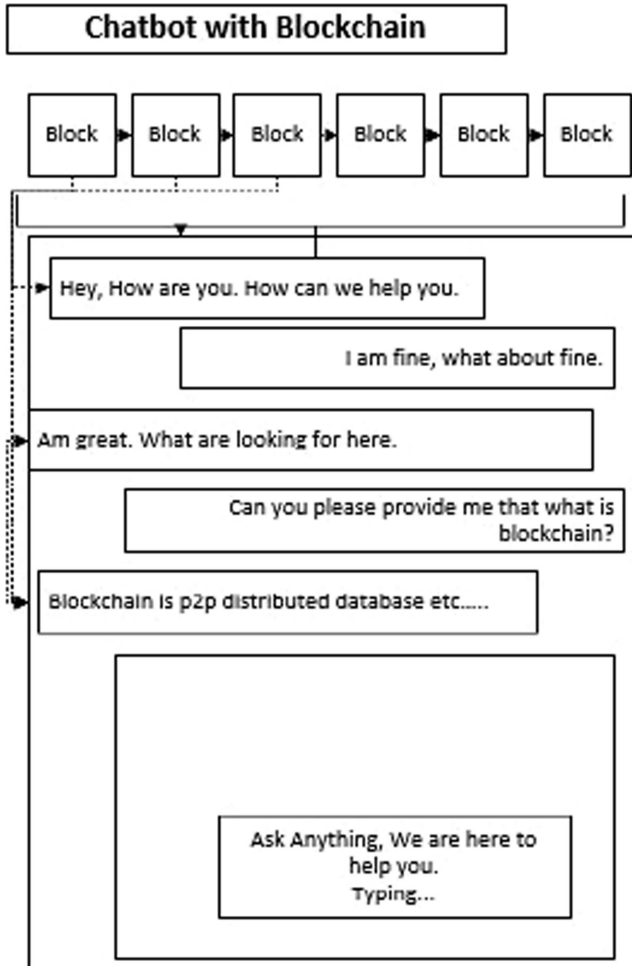 Chatbot with Blockchain
Block Block Block Block Block Block
Hey, How are you. How can we help you.
I am fine, what about fine.
Am great. What are looking for here.
Can you please provide me that what is
blockchain?
Blockchain is p2p distributed database etc.....
Ask Anything, We are here to
help you.
Typing...